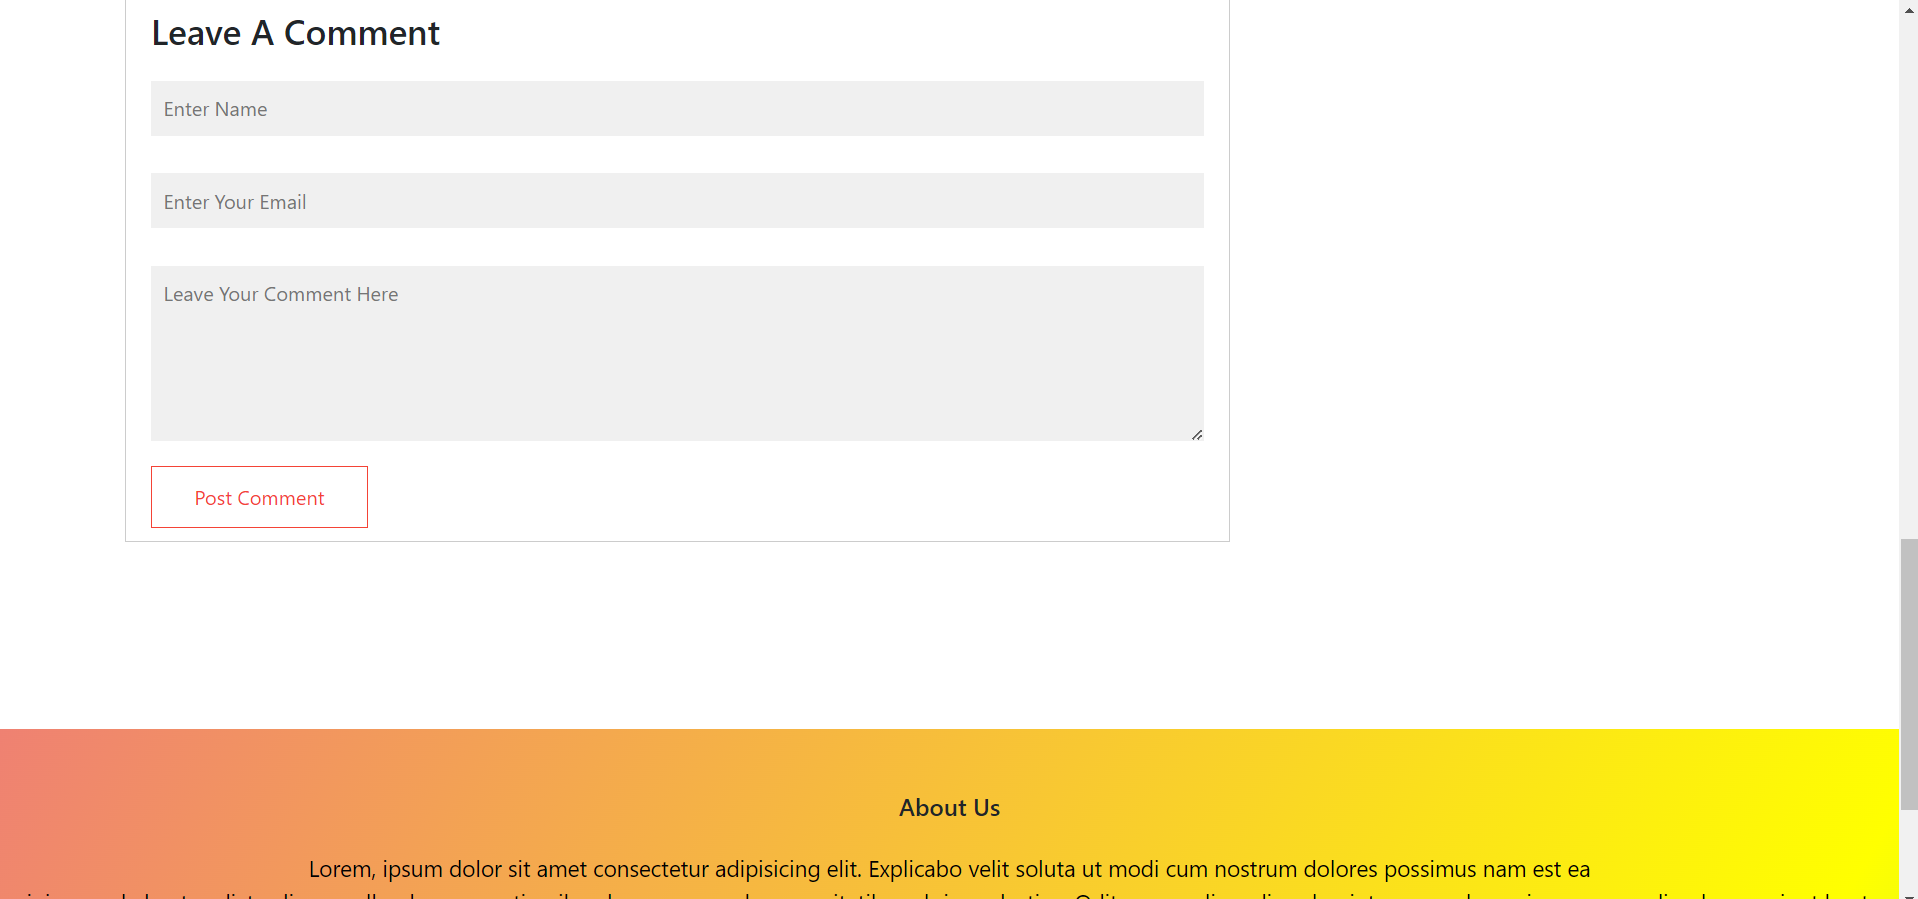 Leave A Comment
Enter Name
Enter Your Email
Leave Your Comment Here
Post Comment
About Us
Lorem, ipsum dolor sit amet consectetur adipisicing elit. Explicabo velit soluta ut modi cum nostrum dolores possimus nam est ea